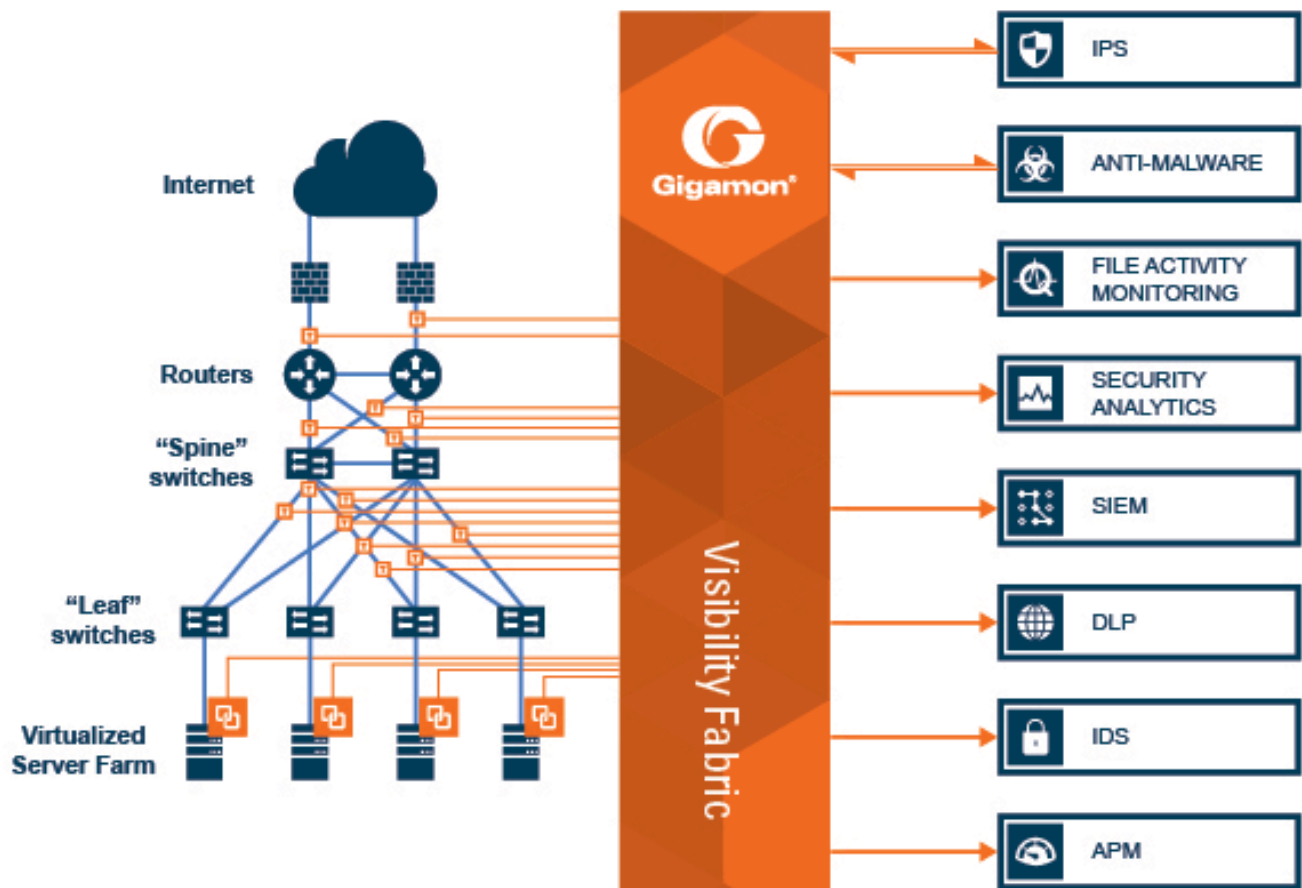 Internet
Routers
“Spine”
switches
“Leaf”
switches
Virtualized
Server Farm
T
T
T
T
T
T
T
T
T
T
T
T
T
T
Gigamon®
Visibility Fabric
IPS
ANTI-MALWARE
FILE ACTIVITY
MONITORING
SECURITY
ANALYTICS
SIEM
DLP
IDS
APM